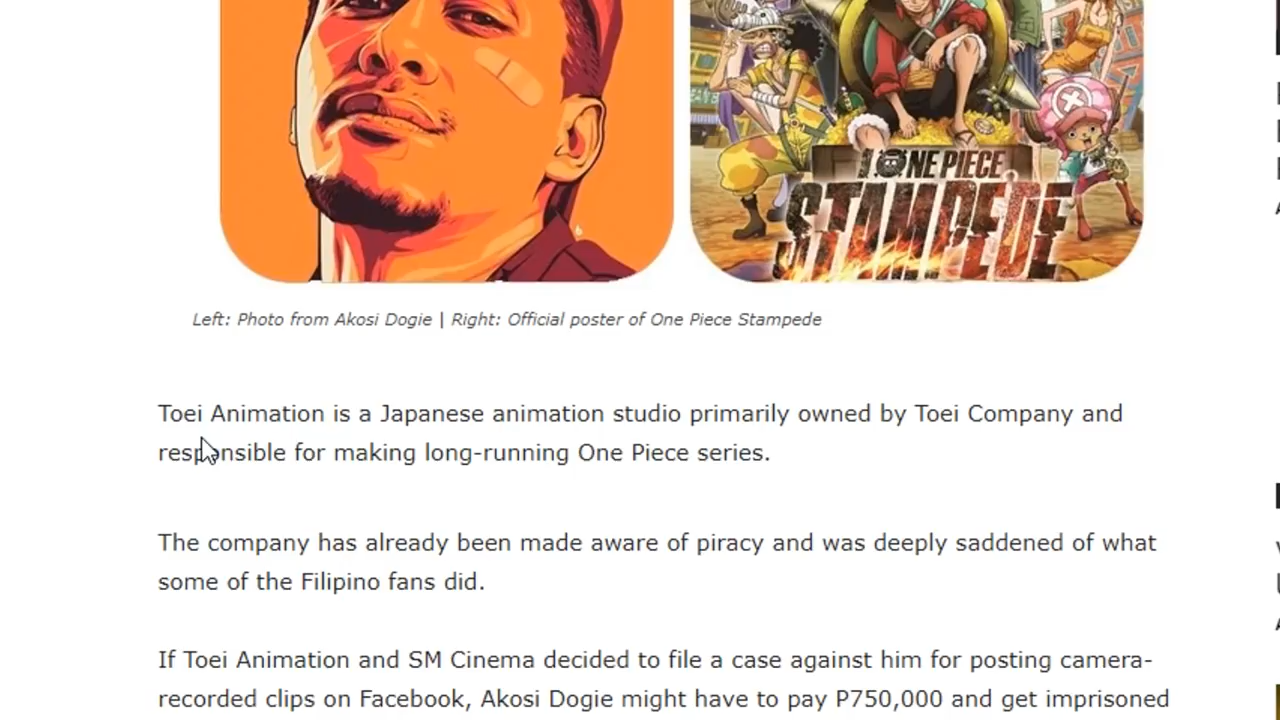 ONE PIECE
STAMPEDE
Left: Photo from Akosi Dogie | Right: Official poster of One Piece Stampede
Toei Animation is a Japanese animation studio primarily owned by Toei Company and
responsible for making long-running One Piece series.
The company has already been made aware of piracy and was deeply saddened of what
some of the Filipino fans did.
If Toei Animation and SM Cinema decided to file a case against him for posting camera-
recorded clips on Facebook, Akosi Dogie might have to pay P750,000 and get imprisoned